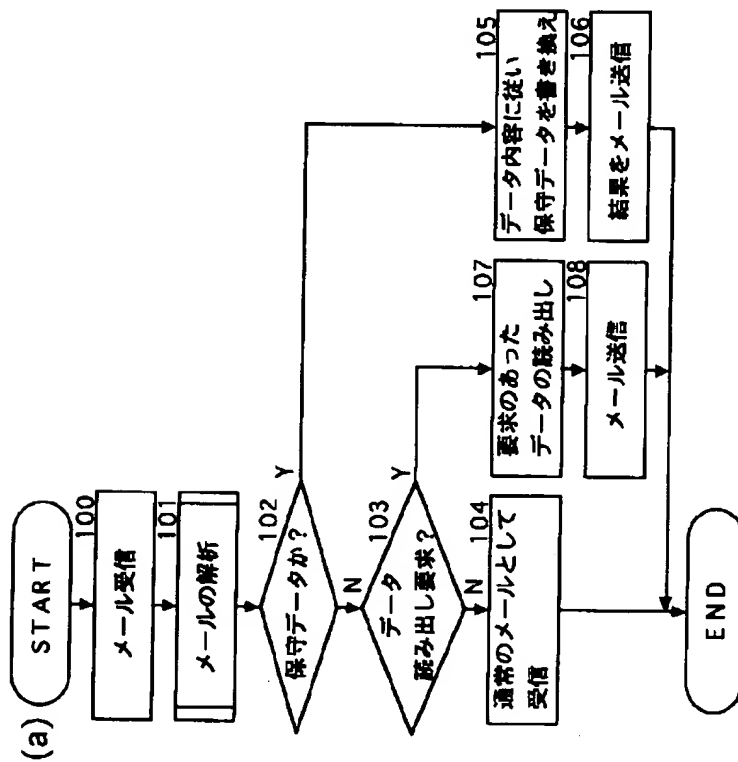 (a)
START
100
メール受信
101
メールの解析
102
保守データか?
Y
N
103
データ
読み出し要求?
Y
N
104
通常のメールとして
受信
107
要求のあった
データの読み出し
108
メール送信
105
データ内容に従い
保守データを書き換え
106
結果をメール送信
END